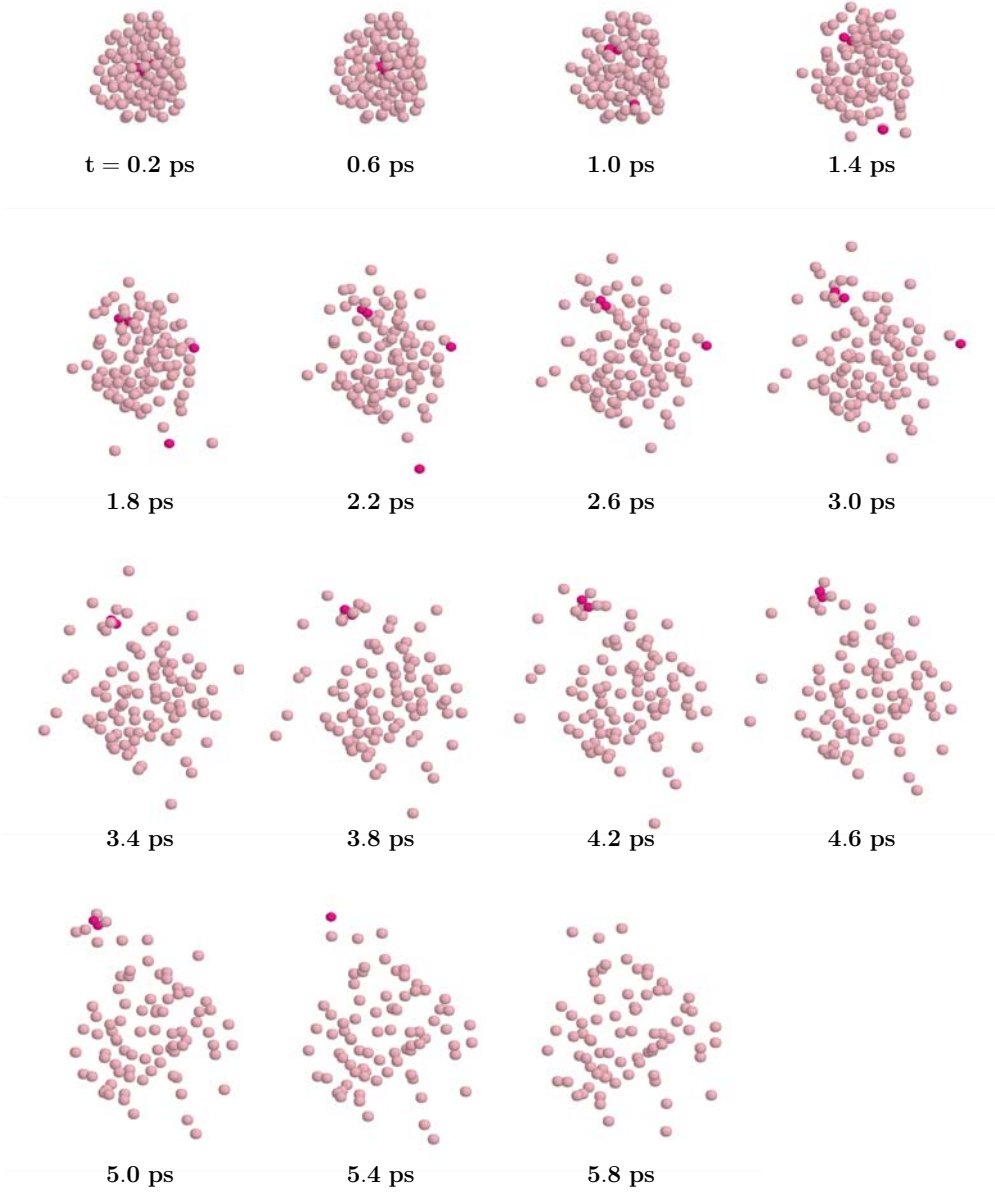 t = 0.2 ps 0.6 ps 1.0 ps 1.4 ps
1.8 ps 2.2 ps 2.6 ps 3.0 ps
3.4 ps 3.8 ps 4.2 ps 4.6 ps
5.0 ps 5.4 ps 5.8 ps